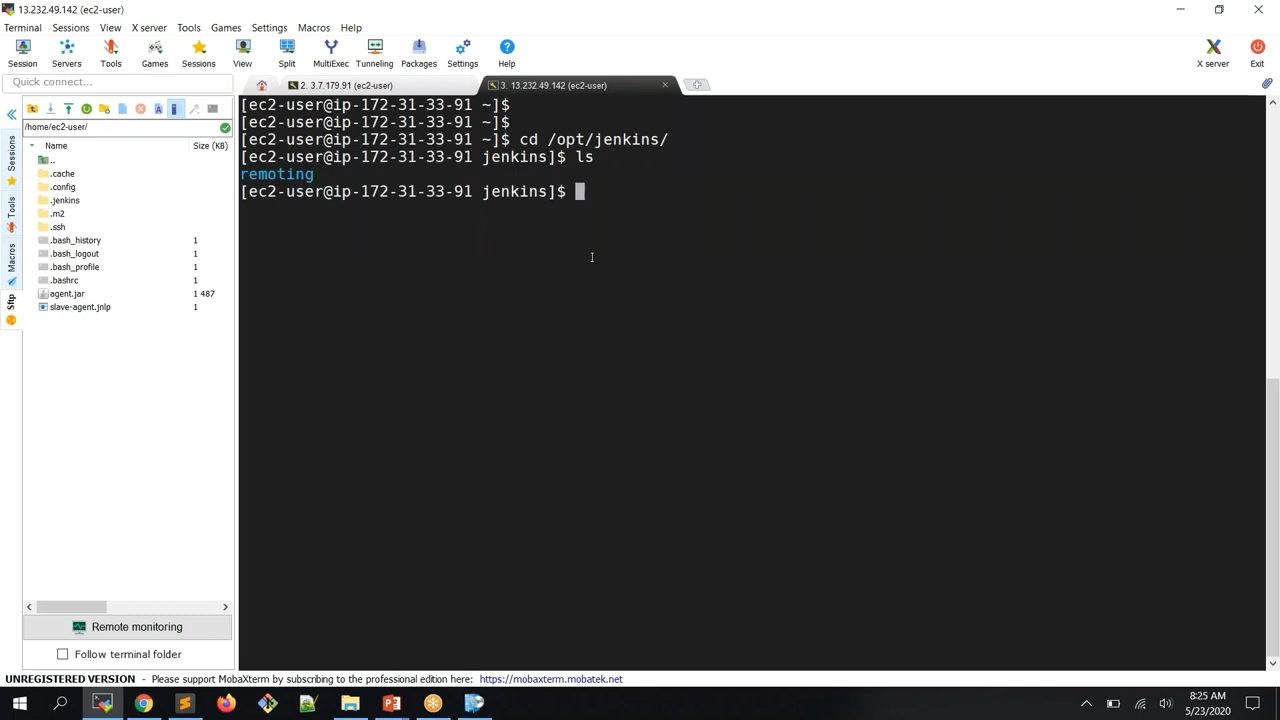 13.232.49.142 (ec2-user)
Terminal Sessions View X server Tools Games Settings Macros Help
Session Servers Tools Games Sessions View Split MultiExec Tunneling Packages Settings Help X server Exit
Quick connect...
2. 3.7.179.91 (ec2-user)
3. 13.232.49.142 (ec2-user)
/home/ec2-user/
Name Size (KB)
..
.cache
.config
.jenkins
.m2
.ssh
.bash_history 1
.bash_logout 1
.bash_profile 1
.bashrc 1
agent.jar 1 487
slave-agent.jnlp 1
Sessions
Tools
Macros
Sftp
[ec2-user@ip-172-31-33-91 ~]$
[ec2-user@ip-172-31-33-91 ~]$
[ec2-user@ip-172-31-33-91 ~]$ cd /opt/jenkins/
[ec2-user@ip-172-31-33-91 jenkins]$ ls
remoting
[ec2-user@ip-172-31-33-91 jenkins]$
Remote monitoring
Follow terminal folder
UNREGISTERED VERSION - Please support MobaXterm by subscribing to the professional edition here: https://mobaxterm.mobatek.net
8:25 AM
5/23/2020